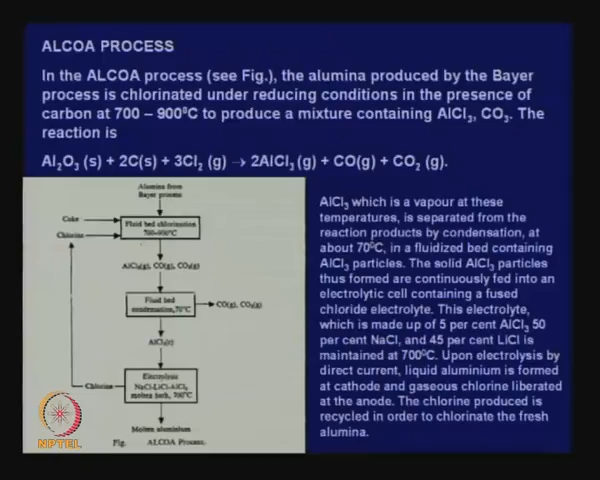 ALCOA PROCESS
In the ALCOA process (see Fig.), the alumina produced by the Bayer
process is chlorinated under reducing conditions in the presence of
carbon at 700 – 900⁰C to produce a mixture containing AlCl₃, CO₃. The
reaction is
Al₂O₃ (s) + 2C(s) + 3Cl₂ (g) → 2AlCl₃ (g) + CO(g) + CO₂ (g).
Alumina from
Bayer process
Coke
Chlorine
Fluid bed chlorination
700-900⁰C
AlCl₃(g), CO(g), CO₂(g)
Fluid bed
condensation, 70⁰C
CO(g), CO₂(g)
AlCl₃(s)
Electrolysis
NaCl-LiCl-AlCl₃
molten bath, 700⁰C
Chlorine
Molten aluminium
Fig. ALCOA Process.
AlCl₃ which is a vapour at these
temperatures, is separated from the
reaction products by condensation, at
about 70⁰C, in a fluidized bed containing
AlCl₃ particles. The solid AlCl₃ particles
thus formed are continuously fed into an
electrolytic cell containing a fused
chloride electrolyte. This electrolyte,
which is made up of 5 per cent AlCl₃ 50
per cent NaCl, and 45 per cent LiCl is
maintained at 700⁰C. Upon electrolysis by
direct current, liquid aluminium is formed
at cathode and gaseous chlorine liberated
at the anode. The chlorine produced is
recycled in order to chlorinate the fresh
alumina.
NPTEL